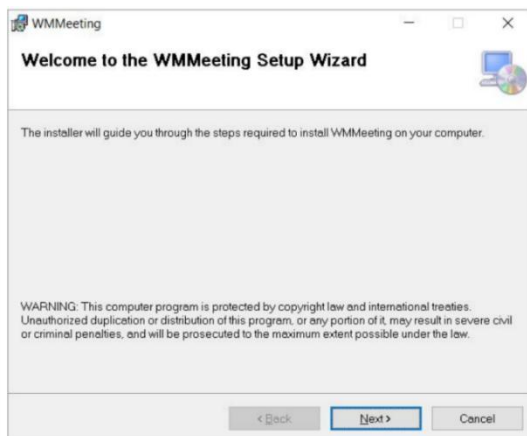 WMMeeting
Welcome to the WMMeeting Setup Wizard
The installer will guide you through the steps required to install WMMeeting on your computer.
WARNING: This computer program is protected by copyright law and international treaties.
Unauthorized duplication or distribution of this program, or any portion of it, may result in severe civil
or criminal penalties, and will be prosecuted to the maximum extent possible under the law.
< Back Next > Cancel